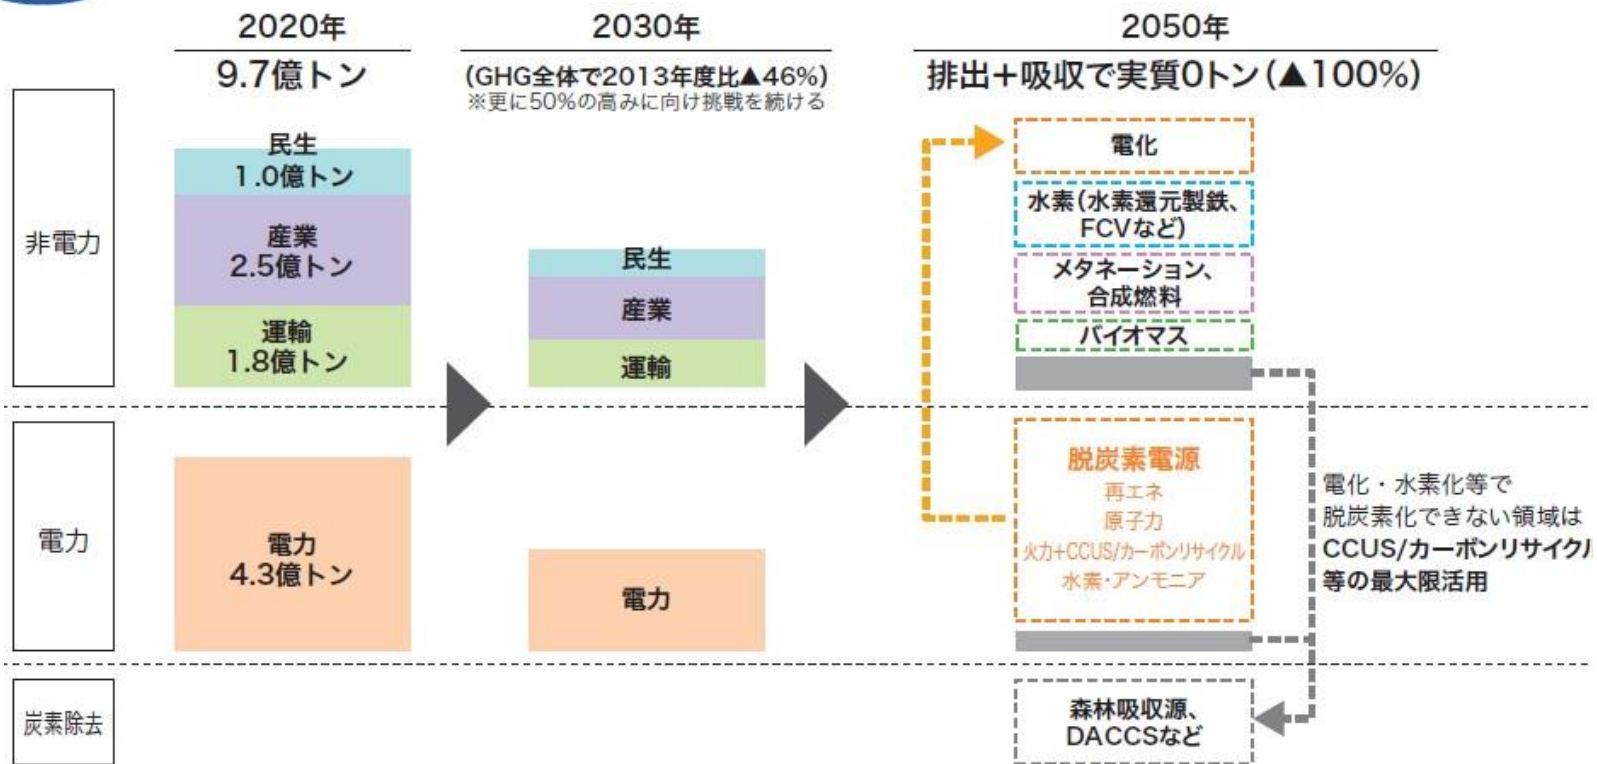 2020年
9.7億トン
2030年
(GHG全体で2013年度比▲46%)
※更に50%の高みに向け挑戦を続ける
2050年
排出+吸収で実質0トン(▲100%)
非電力
民生
1.0億トン
産業
2.5億トン
運輸
1.8億トン
民生
産業
運輸
電化
水素(水素還元製鉄、
FCVなど)
メタネーション、
合成燃料
バイオマス
電力
電力
4.3億トン
電力
脱炭素電源
再エネ
原子力
火力+CCUS/カーボンリサイクル
水素・アンモニア
電化・水素化等で
脱炭素化できない領域は
CCUS/カーボンリサイクル
等の最大限活用
炭素除去
森林吸収源、
DACCSなど